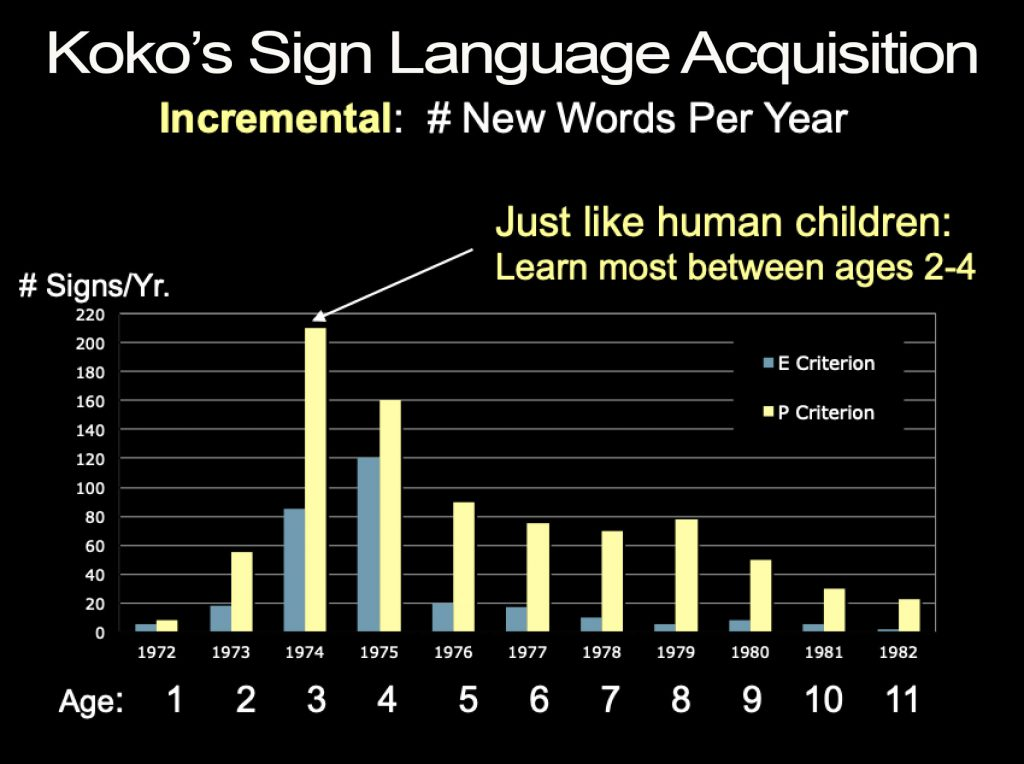 Koko’s Sign Language Acquisition
Incremental: # New Words Per Year
Just like human children:
Learn most between ages 2-4
# Signs/Yr.
220
200
180
160
140
120
100
80
60
40
20
0
E Criterion
P Criterion
1972 1973 1974 1975 1976 1977 1978 1979 1980 1981 1982
Age: 1 2 3 4 5 6 7 8 9 10 11